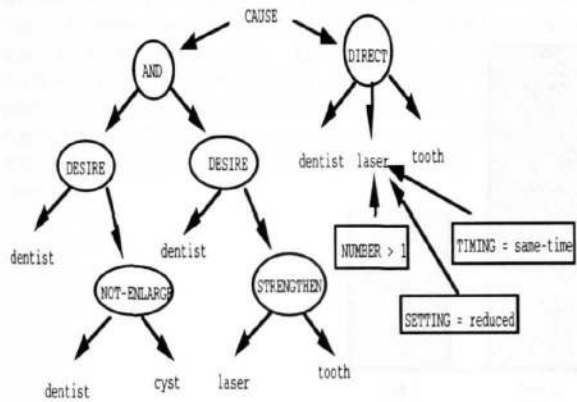 CAUSE
AND
DIRECT
DESIRE
DESIRE
dentist laser tooth
dentist
dentist
NUMBER > 1
TIMING = same-time
NOT-ENLARGE
STRENGTHEN
SETTING = reduced
dentist
cyst
laser
tooth